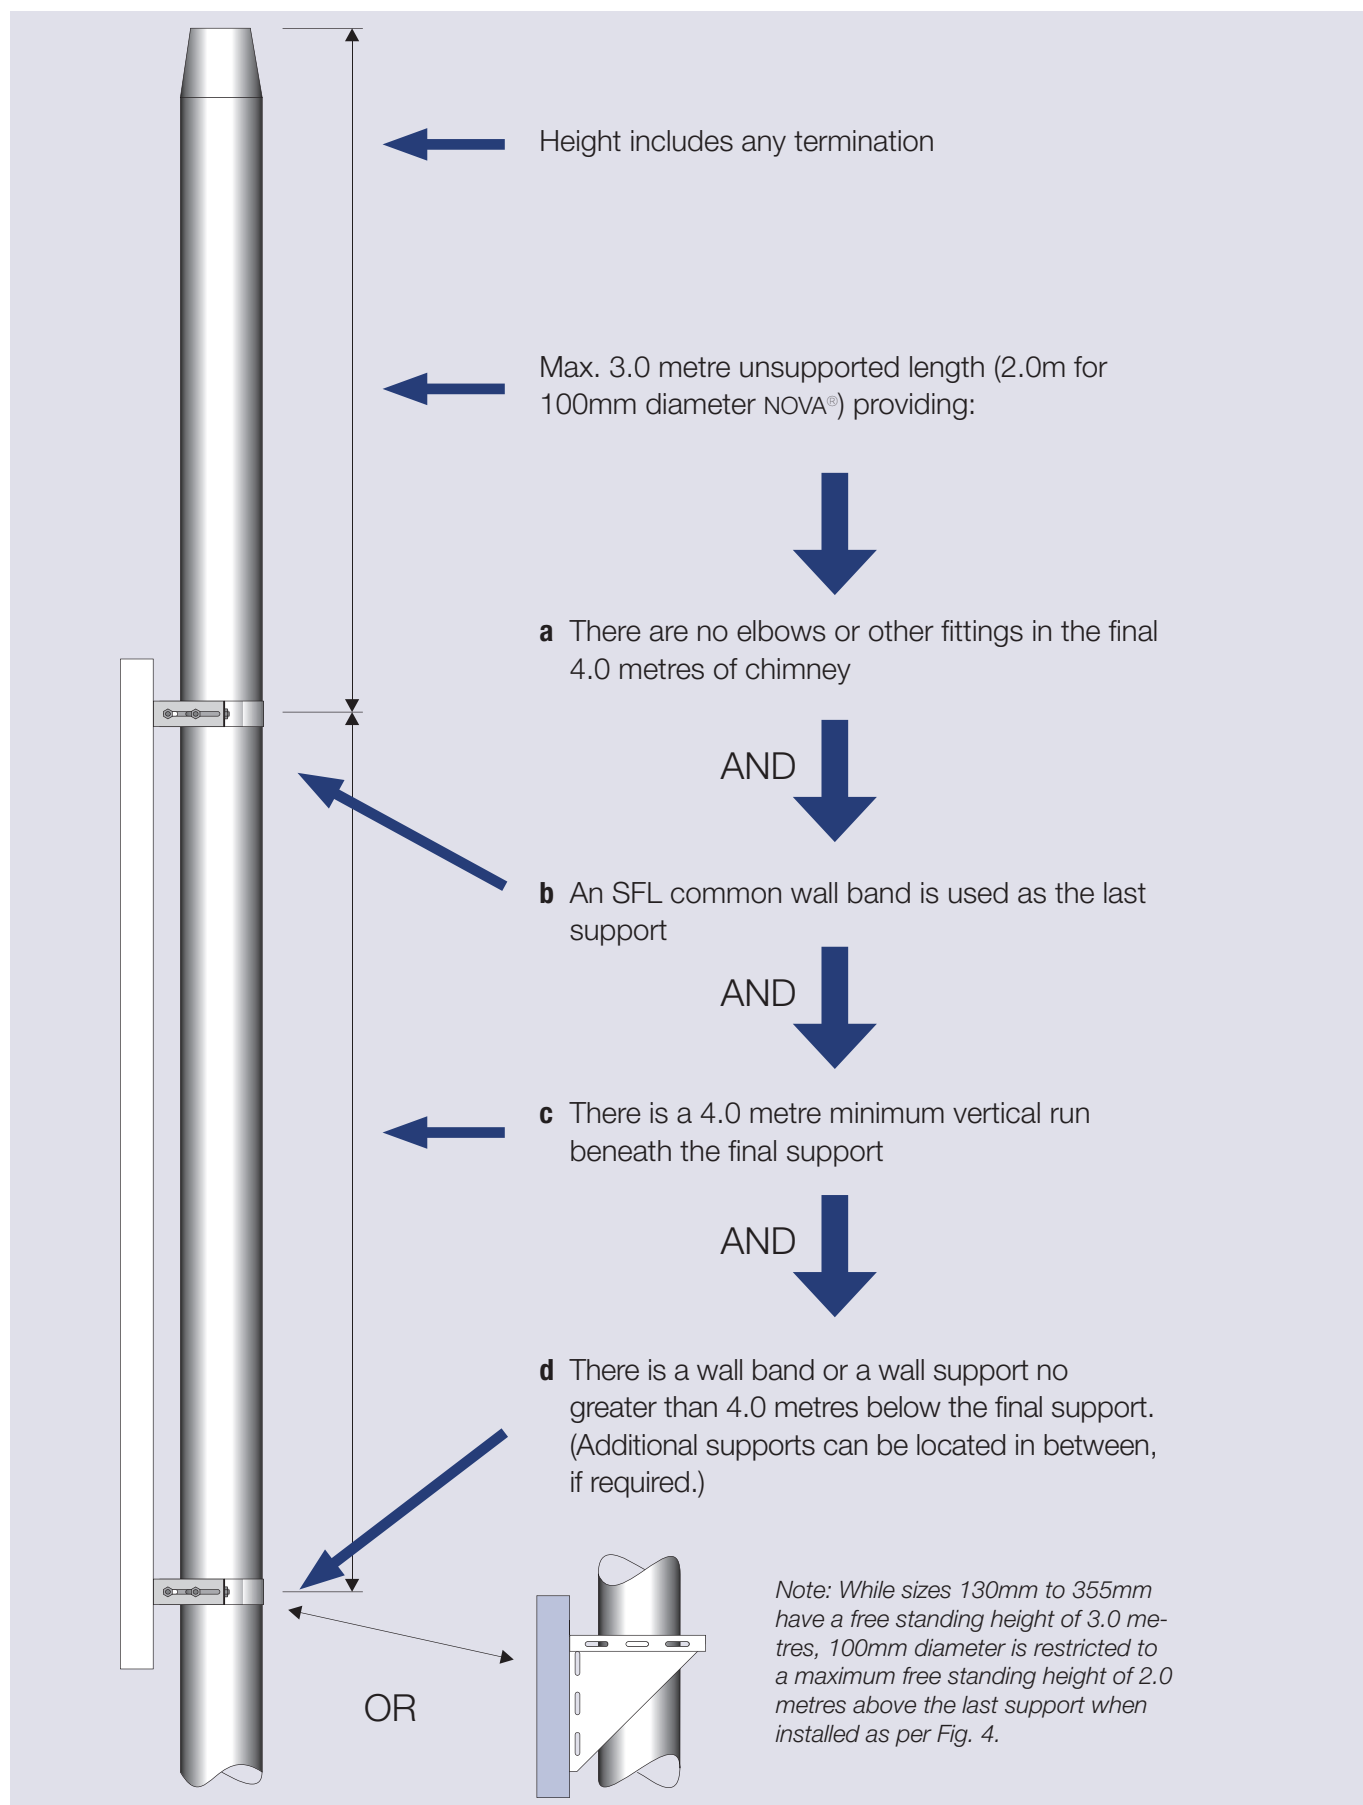 Height includes any termination
Max. 3.0 metre unsupported length (2.0m for
100mm diameter NOVA®) providing:
a There are no elbows or other fittings in the final
4.0 metres of chimney
AND
b An SFL common wall band is used as the last
support
AND
c There is a 4.0 metre minimum vertical run
beneath the final support
AND
d There is a wall band or a wall support no
greater than 4.0 metres below the final support.
(Additional supports can be located in between,
if required.)
OR
Note: While sizes 130mm to 355mm
have a free standing height of 3.0 me-
tres, 100mm diameter is restricted to
a maximum free standing height of 2.0
metres above the last support when
installed as per Fig. 4.